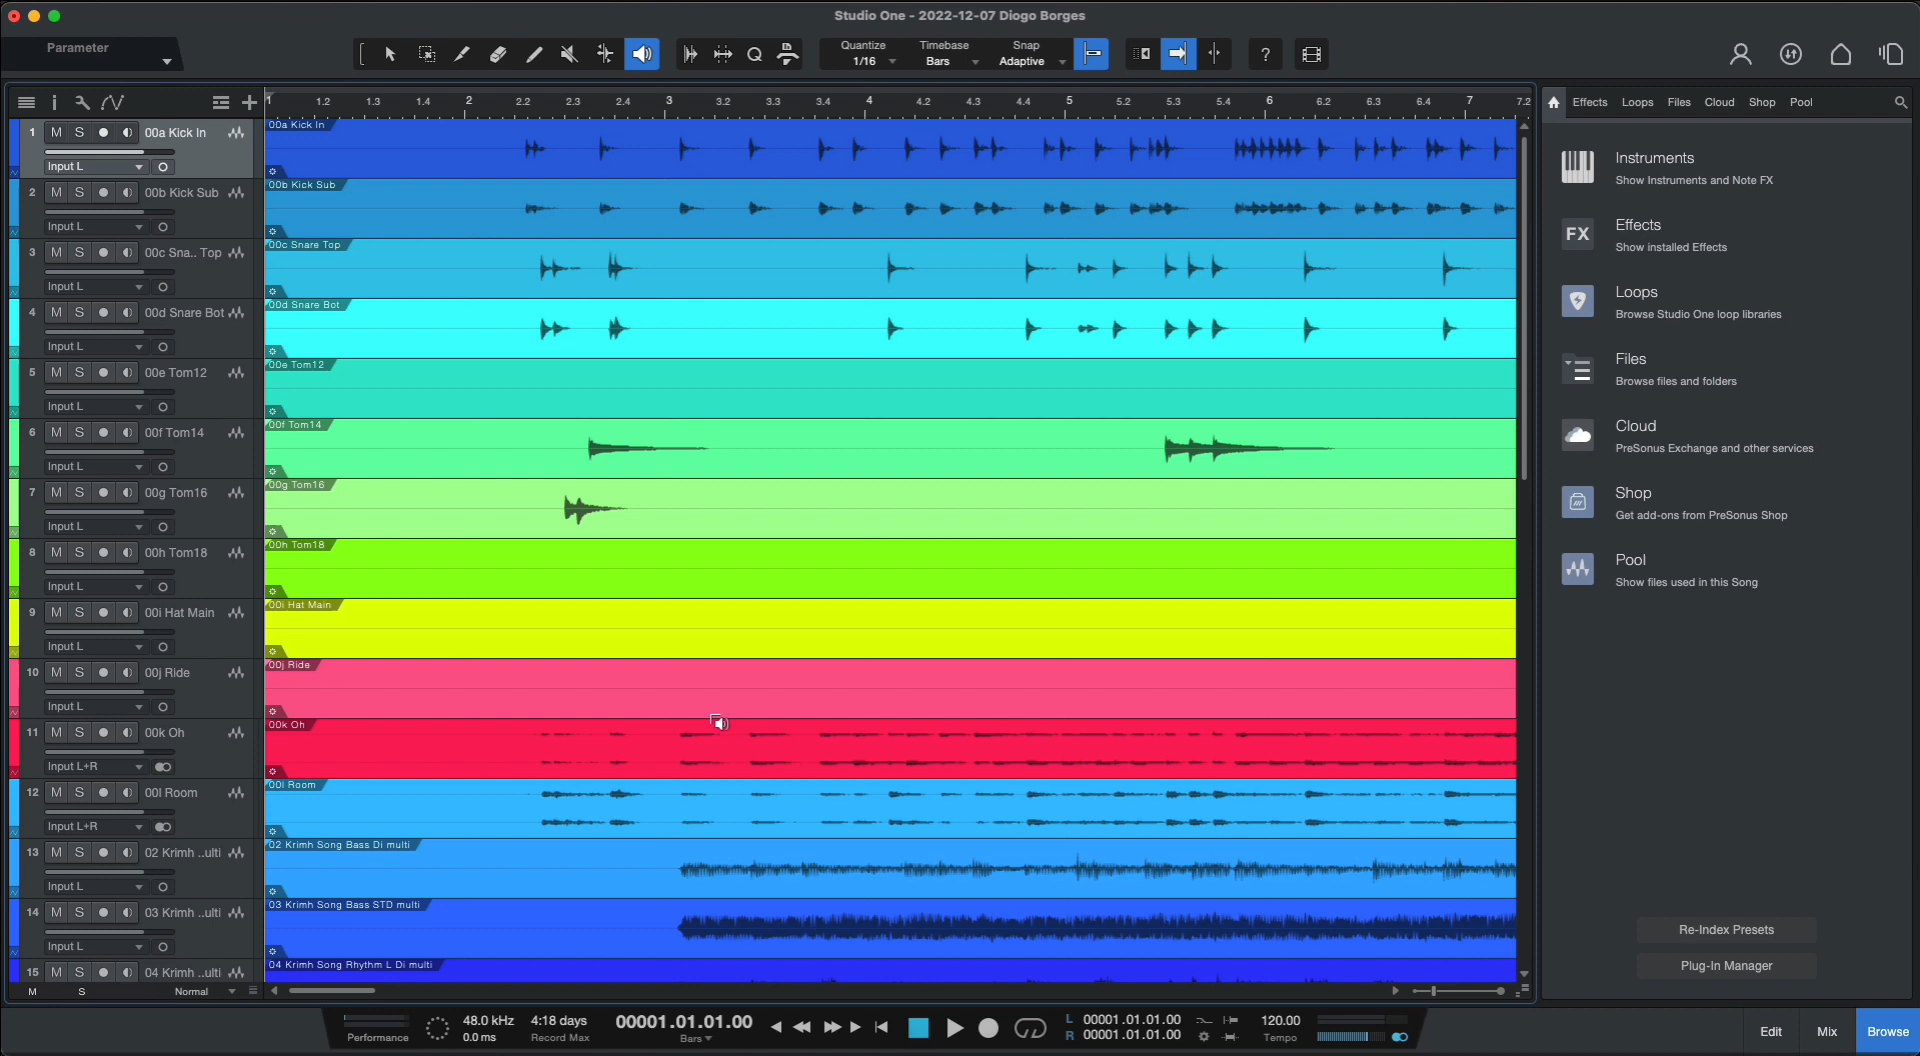 Studio One - 2022-12-07 Diogo Borges
Parameter
Quantize
1/16
Timebase
Bars
Snap
Adaptive
Q
?
1 1.2 1.3 1.4 2 2.2 2.3 2.4 3 3.2 3.3 3.4 4 4.2 4.3 4.4 5 5.2 5.3 5.4 6 6.2 6.3 6.4 7 7.2
Effects Loops Files Cloud Shop Pool
1 M S 00a Kick In
Input L
00a Kick In
2 M S 00b Kick Sub
Input L
00b Kick Sub
3 M S 00c Sna.. Top
Input L
00c Snare Top
4 M S 00d Snare Bot
Input L
00d Snare Bot
5 M S 00e Tom12
Input L
00e Tom12
6 M S 00f Tom14
Input L
00f Tom14
7 M S 00g Tom16
Input L
00g Tom16
8 M S 00h Tom18
Input L
00h Tom18
9 M S 00i Hat Main
Input L
00i Hat Main
10 M S 00j Ride
Input L
00j Ride
11 M S 00k Oh
Input L+R
00k Oh
12 M S 00l Room
Input L+R
00l Room
13 M S 02 Krimh ..ulti
Input L
02 Krimh Song Bass Di multi
14 M S 03 Krimh ..ulti
Input L
03 Krimh Song Bass STD multi
15 M S 04 Krimh ..ulti
04 Krimh Song Rhythm L Di multi
M S Normal
Instruments
Show Instruments and Note FX
FX
Effects
Show installed Effects
Loops
Browse Studio One loop libraries
Files
Browse files and folders
Cloud
PreSonus Exchange and other services
Shop
Get add-ons from PreSonus Shop
Pool
Show files used in this Song
Re-Index Presets
Plug-In Manager
Performance
48.0 kHz
0.0 ms
4:18 days
Record Max
00001.01.01.00
Bars
L 00001.01.01.00
R 00001.01.01.00
120.00
Tempo
Edit
Mix
Browse